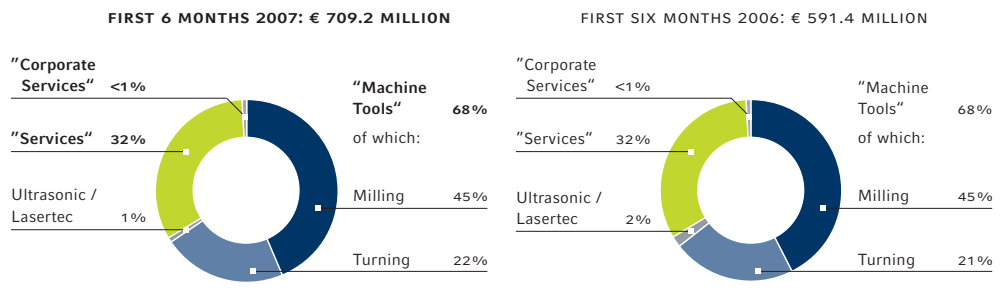 FIRST 6 MONTHS 2007: € 709.2 MILLION
"Corporate
Services“ <1%
"Services“ 32%
Ultrasonic /
Lasertec 1%
“Machine
Tools“ 68%
of which:
Milling 45%
Turning 22%
FIRST SIX MONTHS 2006: € 591.4 MILLION
"Corporate
Services“ <1%
"Services“ 32%
Ultrasonic /
Lasertec 2%
“Machine
Tools“ 68%
of which:
Milling 45%
Turning 21%